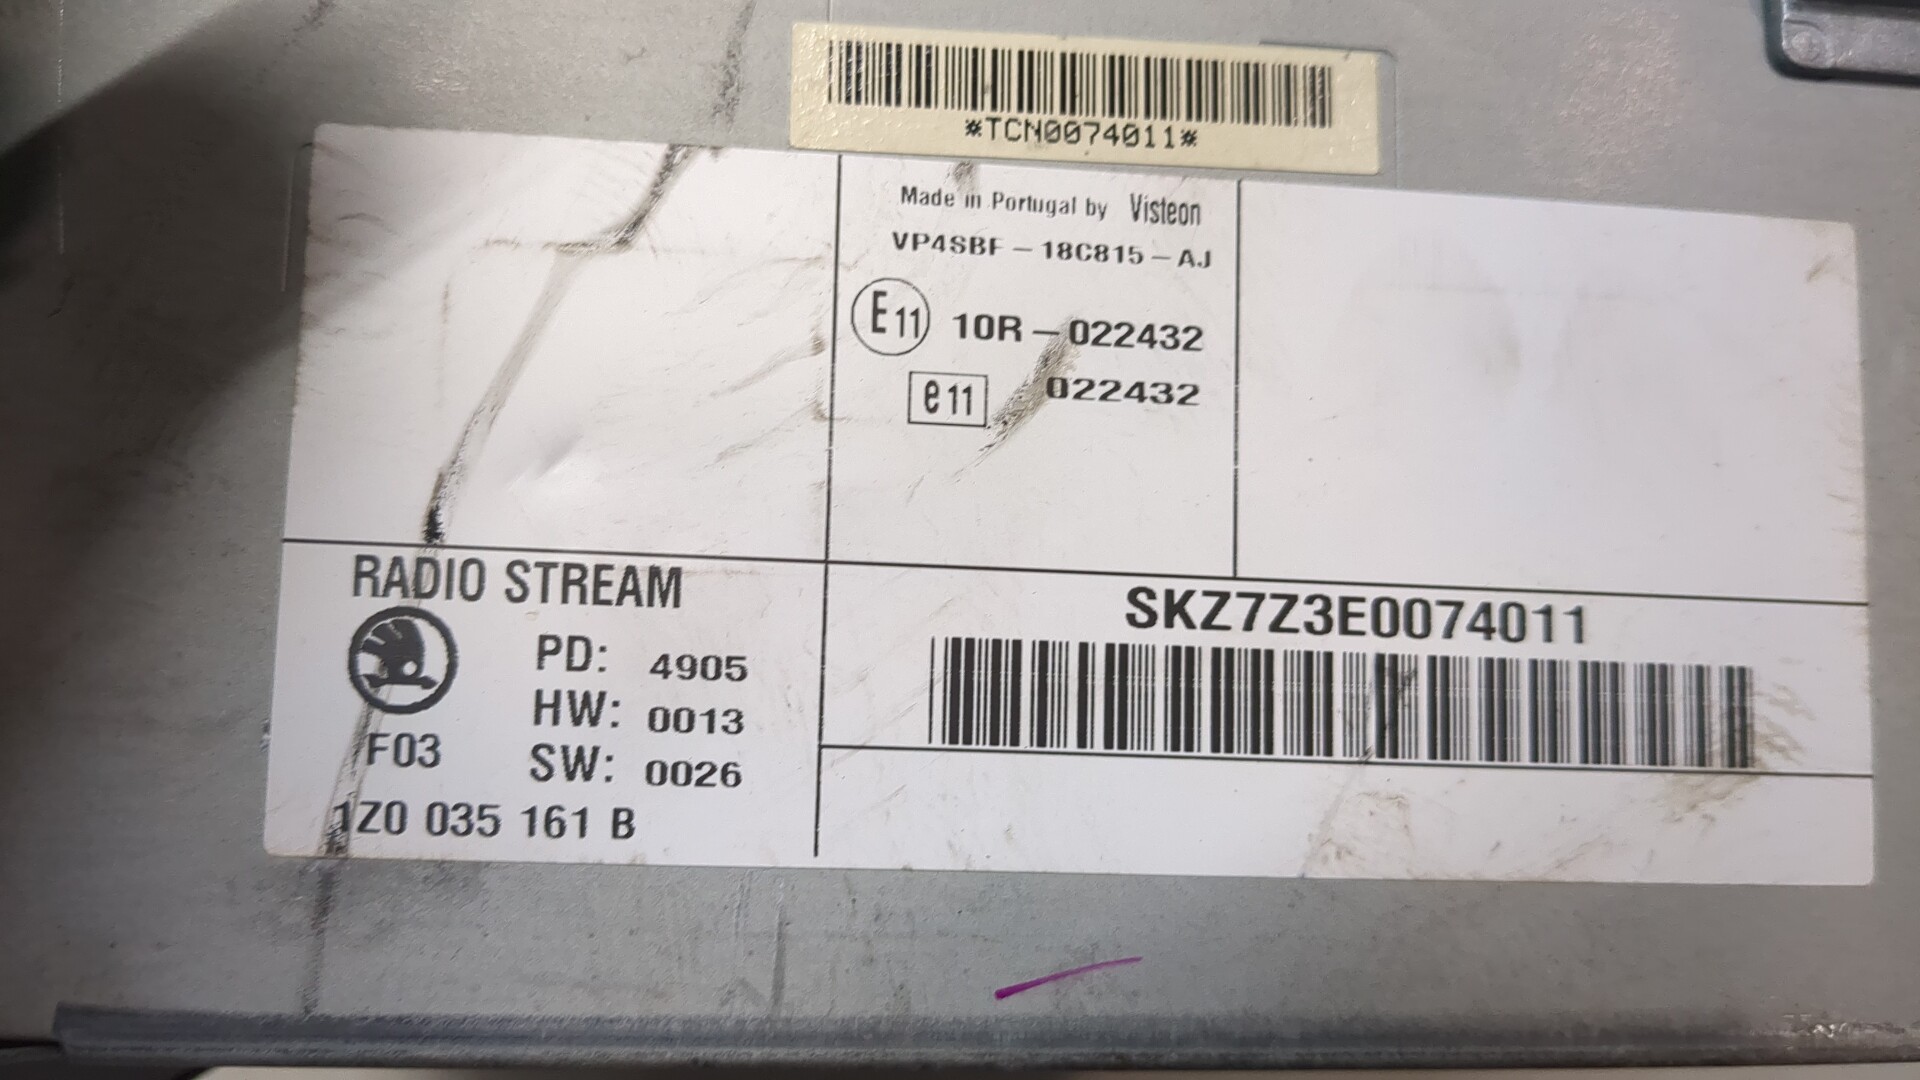 *TCN0074011*
Made in Portugal by Visteon
VP4SBF - 18C815 - AJ
E11 10R - 022432
e11 022432
RADIO STREAM
PD: 4905
HW: 0013
F03
SW: 0026
1Z0 035 161 B
SKZ7Z3E0074011